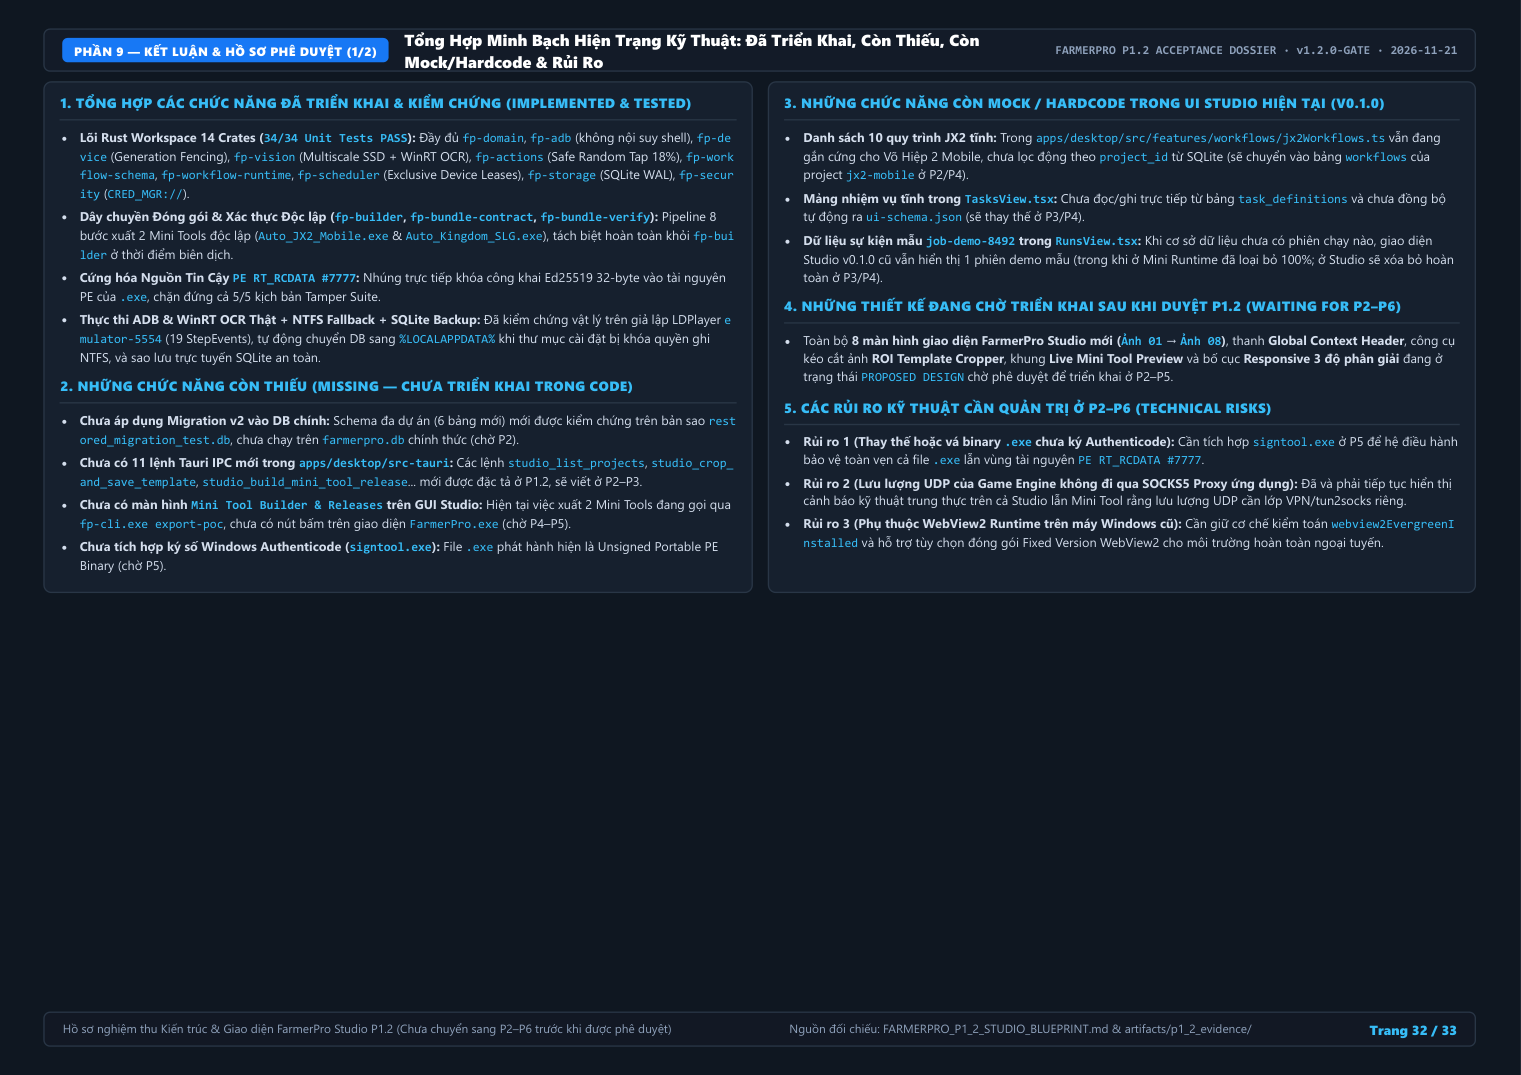 PHẦN 9 — KẾT LUẬN & HỒ SƠ PHÊ DUYỆT (1/2)
Tổng Hợp Minh Bạch Hiện Trạng Kỹ Thuật: Đã Triển Khai, Còn Thiếu, Còn
Mock/Hardcode & Rủi Ro
FARMERPRO P1.2 ACCEPTANCE DOSSIER · v1.2.0-GATE · 2026-11-21
1. TỔNG HỢP CÁC CHỨC NĂNG ĐÃ TRIỂN KHAI & KIỂM CHỨNG (IMPLEMENTED & TESTED)
• Lõi Rust Workspace 14 Crates (34/34 Unit Tests PASS): Đầy đủ fp-domain, fp-adb (không nội suy shell), fp-de
vice (Generation Fencing), fp-vision (Multiscale SSD + WinRT OCR), fp-actions (Safe Random Tap 18%), fp-work
flow-schema, fp-workflow-runtime, fp-scheduler (Exclusive Device Leases), fp-storage (SQLite WAL), fp-secur
ity (CRED_MGR://).
• Dây chuyền Đóng gói & Xác thực Độc lập (fp-builder, fp-bundle-contract, fp-bundle-verify): Pipeline 8
bước xuất 2 Mini Tools độc lập (Auto_JX2_Mobile.exe & Auto_Kingdom_SLG.exe), tách biệt hoàn toàn khỏi fp-bui
lder ở thời điểm biên dịch.
• Cứng hóa Nguồn Tin Cậy PE RT_RCDATA #7777: Nhúng trực tiếp khóa công khai Ed25519 32-byte vào tài nguyên
PE của .exe, chặn đứng cả 5/5 kịch bản Tamper Suite.
• Thực thi ADB & WinRT OCR Thật + NTFS Fallback + SQLite Backup: Đã kiểm chứng vật lý trên giả lập LDPlayer e
mulator-5554 (19 StepEvents), tự động chuyển DB sang %LOCALAPPDATA% khi thư mục cài đặt bị khóa quyền ghi
NTFS, và sao lưu trực tuyến SQLite an toàn.
2. NHỮNG CHỨC NĂNG CÒN THIẾU (MISSING — CHƯA TRIỂN KHAI TRONG CODE)
• Chưa áp dụng Migration v2 vào DB chính: Schema đa dự án (6 bảng mới) mới được kiểm chứng trên bản sao rest
ored_migration_test.db, chưa chạy trên farmerpro.db chính thức (chờ P2).
• Chưa có 11 lệnh Tauri IPC mới trong apps/desktop/src-tauri: Các lệnh studio_list_projects, studio_crop_
and_save_template, studio_build_mini_tool_release… mới được đặc tả ở P1.2, sẽ viết ở P2–P3.
• Chưa có màn hình Mini Tool Builder & Releases trên GUI Studio: Hiện tại việc xuất 2 Mini Tools đang gọi qua
fp-cli.exe export-poc, chưa có nút bấm trên giao diện FarmerPro.exe (chờ P4–P5).
• Chưa tích hợp ký số Windows Authenticode (signtool.exe): File .exe phát hành hiện là Unsigned Portable PE
Binary (chờ P5).
3. NHỮNG CHỨC NĂNG CÒN MOCK / HARDCODE TRONG UI STUDIO HIỆN TẠI (V0.1.0)
• Danh sách 10 quy trình JX2 tĩnh: Trong apps/desktop/src/features/workflows/jx2Workflows.ts vẫn đang
gắn cứng cho Võ Hiệp 2 Mobile, chưa lọc động theo project_id từ SQLite (sẽ chuyển vào bảng workflows của
project jx2-mobile ở P2/P4).
• Mảng nhiệm vụ tĩnh trong TasksView.tsx: Chưa đọc/ghi trực tiếp từ bảng task_definitions và chưa đồng bộ
tự động ra ui-schema.json (sẽ thay thế ở P3/P4).
• Dữ liệu sự kiện mẫu job-demo-8492 trong RunsView.tsx: Khi cơ sở dữ liệu chưa có phiên chạy nào, giao diện
Studio v0.1.0 cũ vẫn hiển thị 1 phiên demo mẫu (trong khi ở Mini Runtime đã loại bỏ 100%; ở Studio sẽ xóa bỏ hoàn
toàn ở P3/P4).
4. NHỮNG THIẾT KẾ ĐANG CHỜ TRIỂN KHAI SAU KHI DUYỆT P1.2 (WAITING FOR P2–P6)
• Toàn bộ 8 màn hình giao diện FarmerPro Studio mới (Ảnh 01 → Ảnh 08), thanh Global Context Header, công cụ
kéo cắt ảnh ROI Template Cropper, khung Live Mini Tool Preview và bố cục Responsive 3 độ phân giải đang ở
trạng thái PROPOSED DESIGN chờ phê duyệt để triển khai ở P2–P5.
5. CÁC RỦI RO KỸ THUẬT CẦN QUẢN TRỊ Ở P2–P6 (TECHNICAL RISKS)
• Rủi ro 1 (Thay thế hoặc vá binary .exe chưa ký Authenticode): Cần tích hợp signtool.exe ở P5 để hệ điều hành
bảo vệ toàn vẹn cả file .exe lẫn vùng tài nguyên PE RT_RCDATA #7777.
• Rủi ro 2 (Lưu lượng UDP của Game Engine không đi qua SOCKS5 Proxy ứng dụng): Đã và phải tiếp tục hiển thị
cảnh báo kỹ thuật trung thực trên cả Studio lẫn Mini Tool rằng lưu lượng UDP cần lớp VPN/tun2socks riêng.
• Rủi ro 3 (Phụ thuộc WebView2 Runtime trên máy Windows cũ): Cần giữ cơ chế kiểm toán webview2EvergreenI
nstalled và hỗ trợ tùy chọn đóng gói Fixed Version WebView2 cho môi trường hoàn toàn ngoại tuyến.
Hồ sơ nghiệm thu Kiến trúc & Giao diện FarmerPro Studio P1.2 (Chưa chuyển sang P2–P6 trước khi được phê duyệt)
Nguồn đối chiếu: FARMERPRO_P1_2_STUDIO_BLUEPRINT.md & artifacts/p1_2_evidence/
Trang 32 / 33